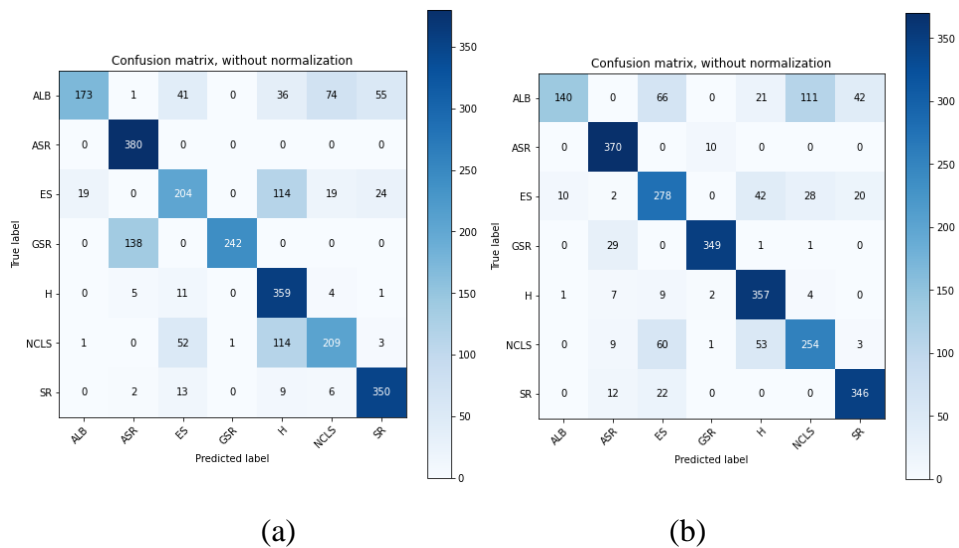 Confusion matrix, without normalization
ALB 173 1 41 0 36 74 55
ASR 0 380 0 0 0 0 0
ES 19 0 204 0 114 19 24
GSR 0 138 0 242 0 0 0
H 0 5 11 0 359 4 1
NCLS 1 0 52 1 114 209 3
SR 0 2 13 0 9 6 350
True label
ALB ASR ES GSR H NCLS SR
Predicted label
350
300
250
200
150
100
50
0
(a)
Confusion matrix, without normalization
ALB 140 0 66 0 21 111 42
ASR 0 370 0 10 0 0 0
ES 10 2 278 0 42 28 20
GSR 0 29 0 349 1 1 0
H 1 7 9 2 357 4 0
NCLS 0 9 60 1 53 254 3
SR 0 12 22 0 0 0 346
True label
ALB ASR ES GSR H NCLS SR
Predicted label
350
300
250
200
150
100
50
0
(b)